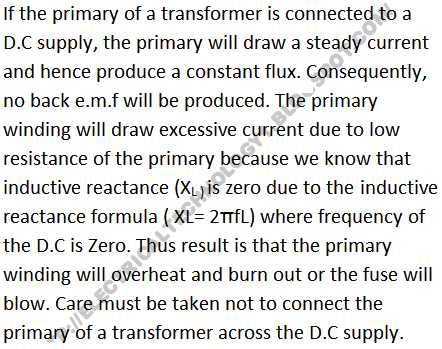 If the primary of a transformer is connected to a
D.C supply, the primary will draw a steady current
and hence produce a constant flux. Consequently,
no back e.m.f will be produced. The primary
winding will draw excessive current due to low
resistance of the primary because we know that
inductive reactance (XL) is zero due to the inductive
reactance formula ( XL= 2πfL) where frequency of
the D.C is Zero. Thus result is that the primary
winding will overheat and burn out or the fuse will
blow. Care must be taken not to connect the
primary of a transformer across the D.C supply.